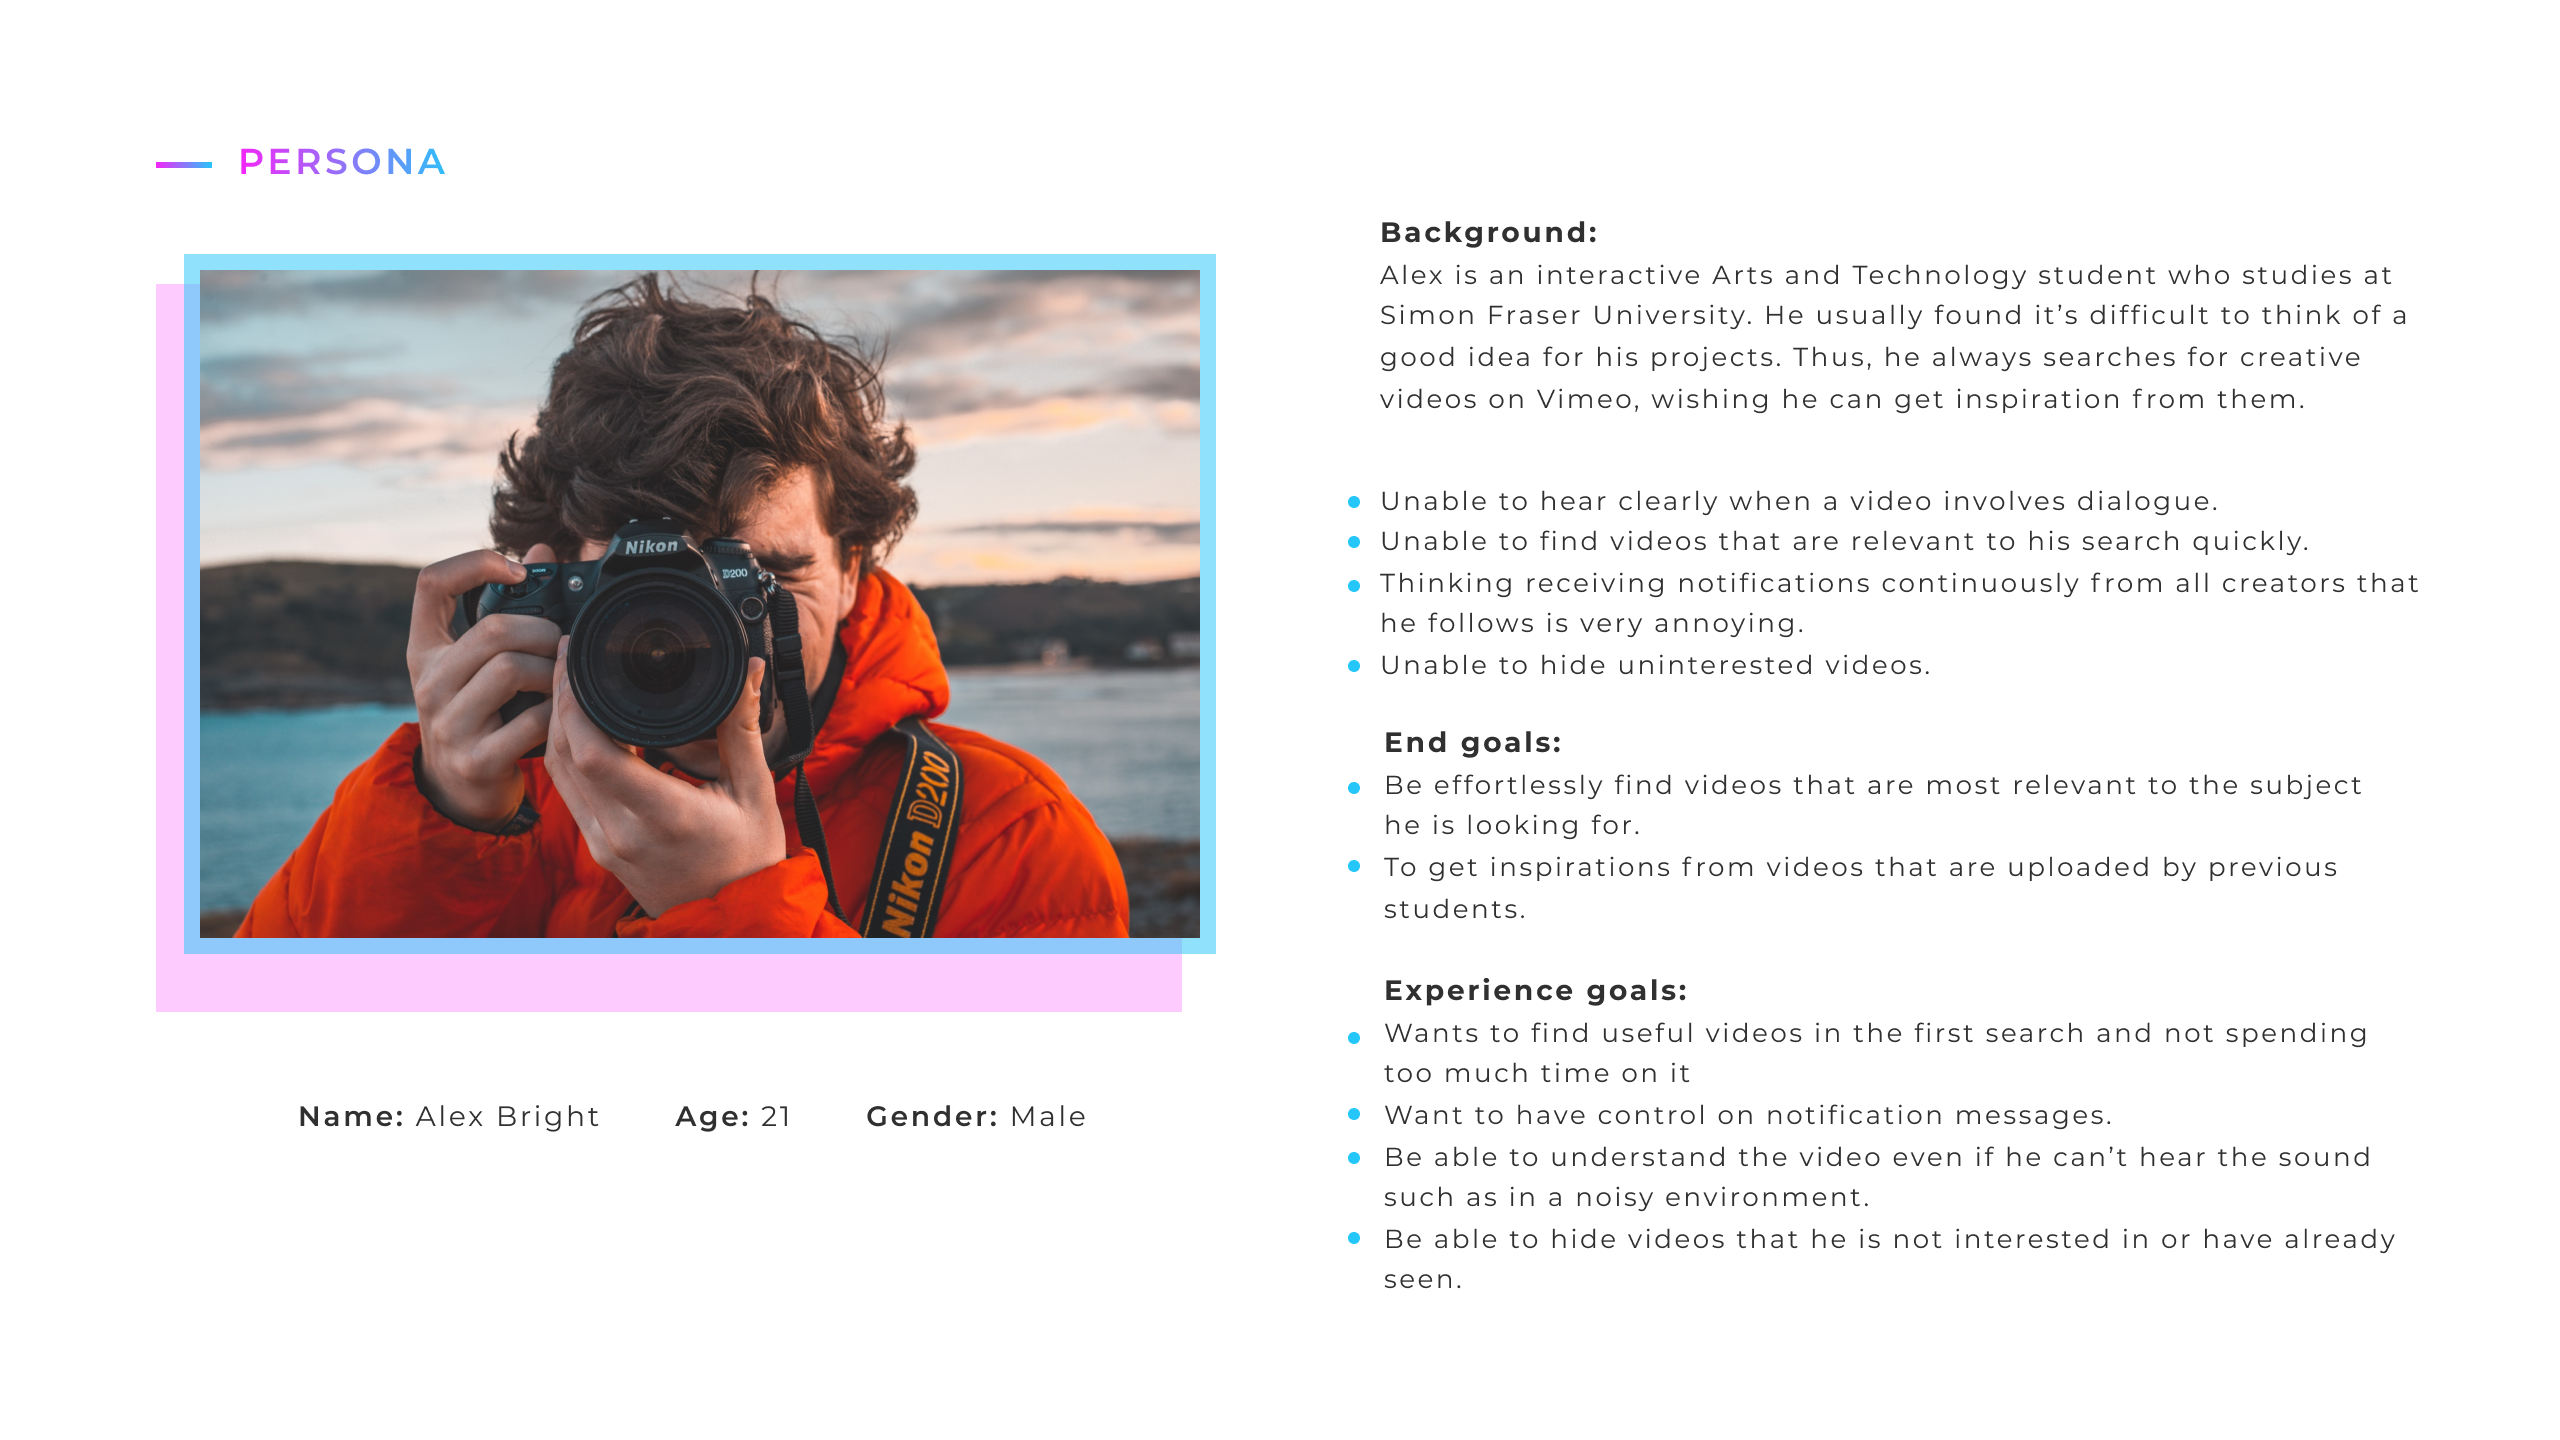 PERSONA
Nikon
D200
Nikon D200
Name: Alex Bright Age: 21 Gender: Male
Background:
Alex is an interactive Arts and Technology student who studies at
Simon Fraser University. He usually found it’s difficult to think of a
good idea for his projects. Thus, he always searches for creative
videos on Vimeo, wishing he can get inspiration from them.
Unable to hear clearly when a video involves dialogue.
Unable to find videos that are relevant to his search quickly.
Thinking receiving notifications continuously from all creators that
he follows is very annoying.
Unable to hide uninterested videos.
End goals:
Be effortlessly find videos that are most relevant to the subject
he is looking for.
To get inspirations from videos that are uploaded by previous
students.
Experience goals:
Wants to find useful videos in the first search and not spending
too much time on it
Want to have control on notification messages.
Be able to understand the video even if he can’t hear the sound
such as in a noisy environment.
Be able to hide videos that he is not interested in or have already
seen.